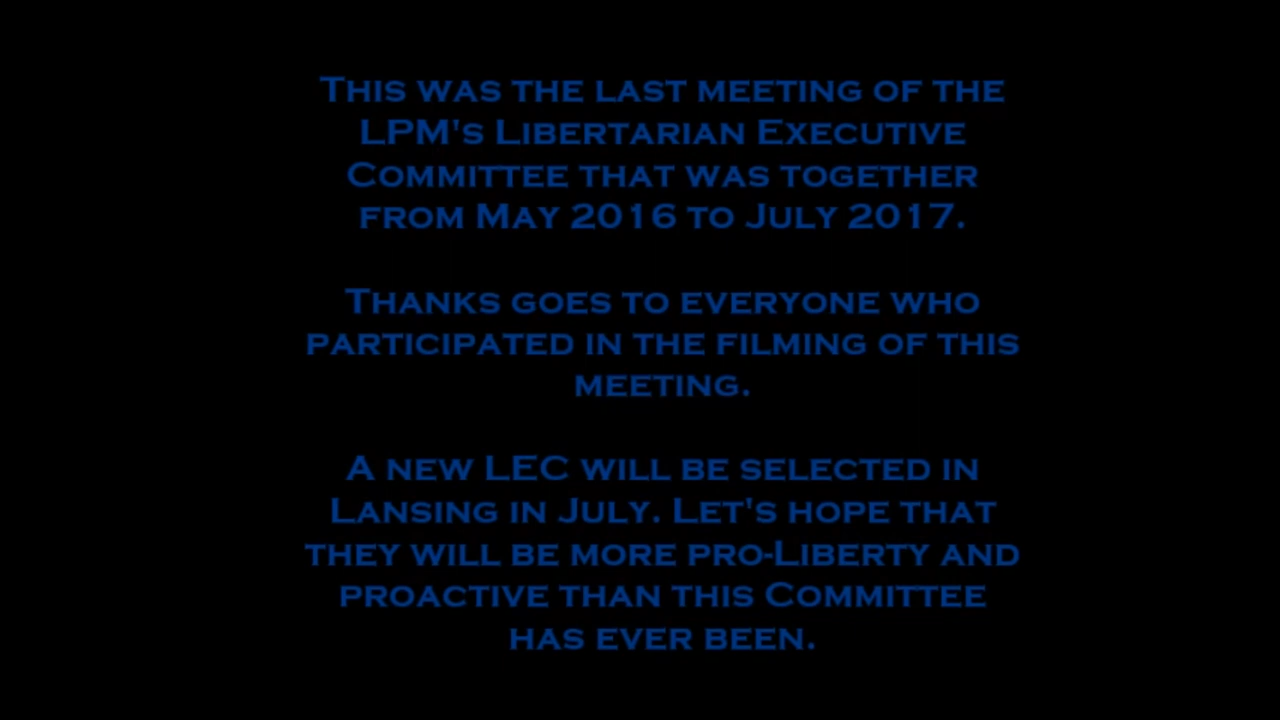 This was the last meeting of the
LPM's Libertarian Executive
Committee that was together
from May 2016 to July 2017.
Thanks goes to everyone who
participated in the filming of this
meeting.
A new LEC will be selected in
Lansing in July. Let's hope that
they will be more pro-Liberty and
proactive than this Committee
has ever been.